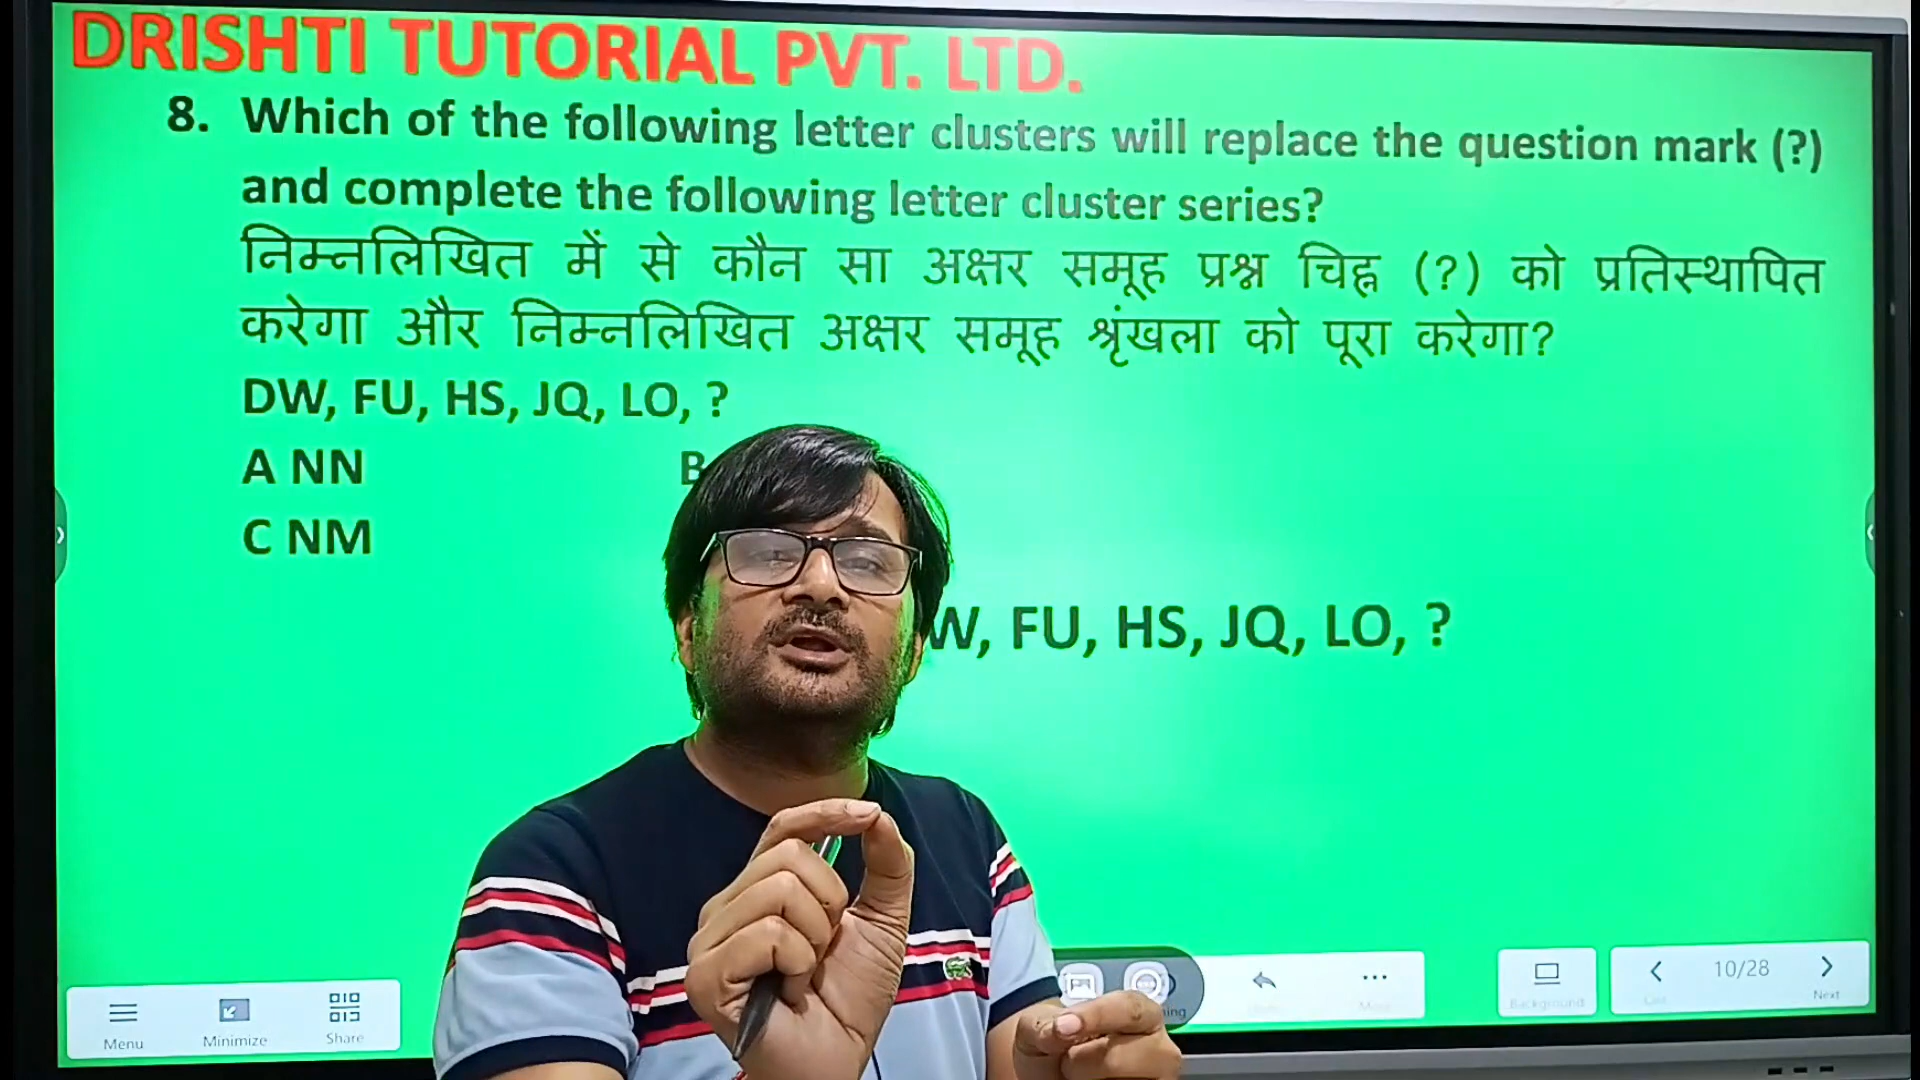 DRISHTI TUTORIAL PVT. LTD.
8. Which of the following letter clusters will replace the question mark (?)
and complete the following letter cluster series?
निम्नलिखित में से कौन सा अक्षर समूह प्रश्न चिह्न (?) को प्रतिस्थापित
करेगा और निम्नलिखित अक्षर समूह श्रृंखला को पूरा करेगा?
DW, FU, HS, JQ, LO, ?
A NN B
C NM
W, FU, HS, JQ, LO, ?
Menu Minimize Share
Background 10/28 Next